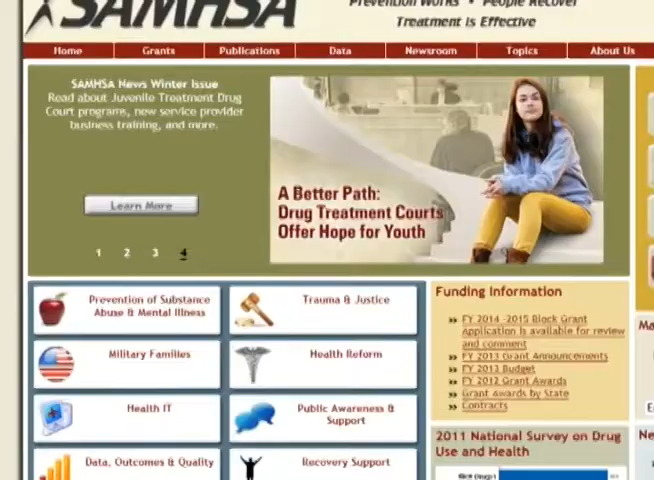 SAMHSA
Prevention Works • People Recover
Treatment is Effective
Home
Grants
Publications
Data
Newsroom
Topics
About Us
SAMHSA News Winter Issue
Read about Juvenile Treatment Drug
Court programs, new service provider
business training, and more.
Learn More
1 2 3 4
A Better Path:
Drug Treatment Courts
Offer Hope for Youth
Prevention of Substance
Abuse & Mental Illness
Trauma & Justice
Military Families
Health Reform
Health IT
Public Awareness &
Support
Data, Outcomes & Quality
Recovery Support
Funding Information
»» FY 2014 -2015 Block Grant
Application is available for review
and comment
»» FY 2013 Grant Announcements
»» FY 2013 Budget
»» FY 2012 Grant Awards
»» Grant Awards by State
»» Contracts
2011 National Survey on Drug
Use and Health
Ma
E
Ne